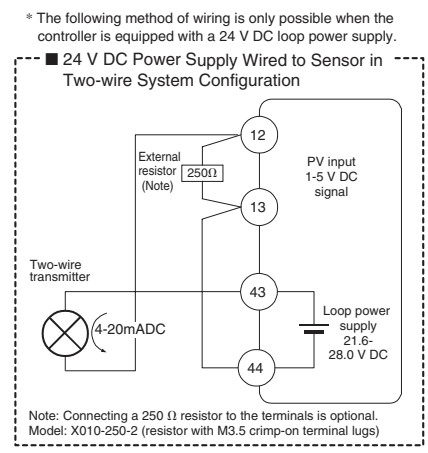 * The following method of wiring is only possible when the
controller is equipped with a 24 V DC loop power supply.
■ 24 V DC Power Supply Wired to Sensor in
Two-wire System Configuration
12
External
resistor
(Note)
250Ω
PV input
1-5 V DC
signal
13
Two-wire
transmitter
43
4-20mADC
Loop power
supply
21.6-
28.0 V DC
44
Note: Connecting a 250 Ω resistor to the terminals is optional.
Model: X010-250-2 (resistor with M3.5 crimp-on terminal lugs)